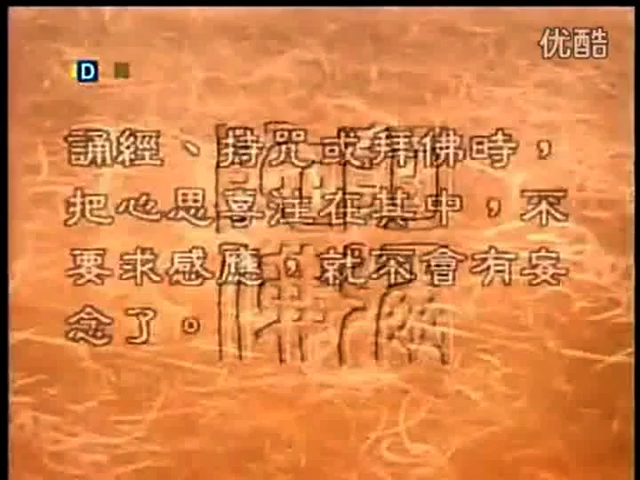 优酷
D
誦經、持咒或拜佛時，
把心思專注在其中，不
要求感應，就不會有妄
念了。